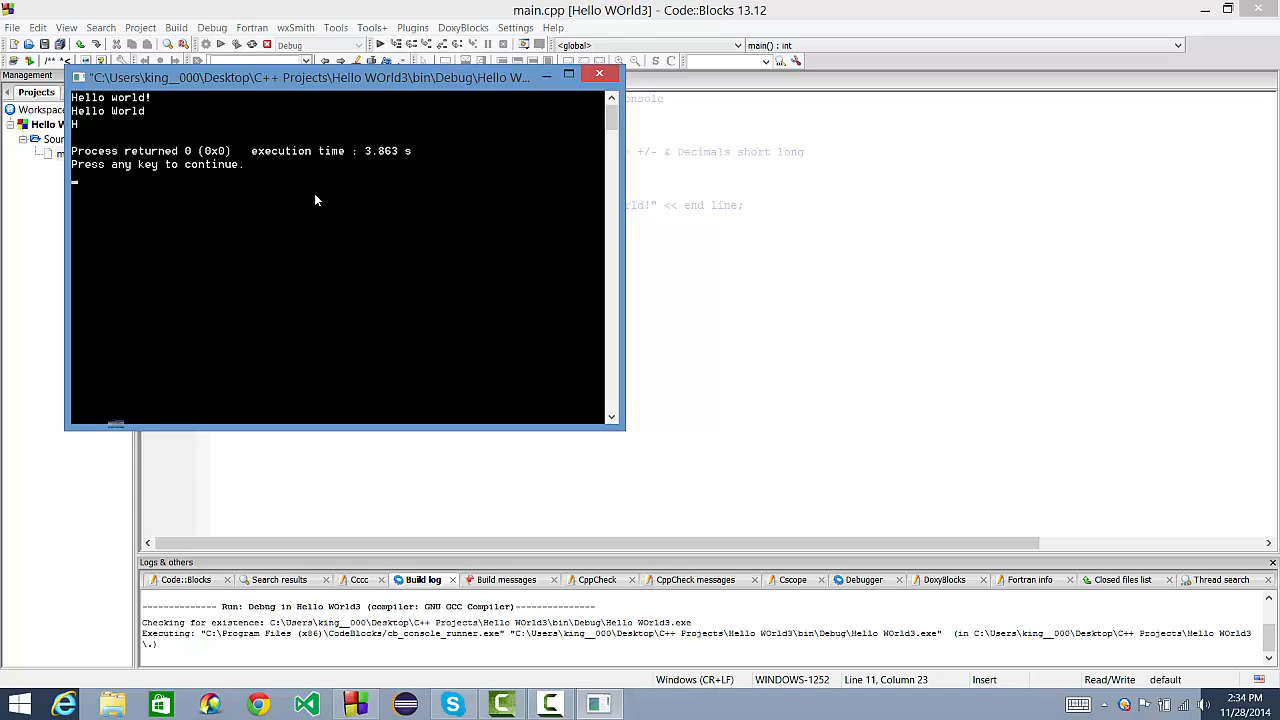 main.cpp [Hello WOrld3] - Code::Blocks 13.12
File Edit View Search Project Build Debug Fortran wxSmith Tools Tools+ Plugins DoxyBlocks Settings Help
Debug <global> main() : int
/** *< S C
Management
"C:\Users\king__000\Desktop\C++ Projects\Hello WOrld3\bin\Debug\Hello W...
Projects
Workspac
Hello W
Sour
m
Hello world!
Hello World
H
Process returned 0 (0x0) execution time : 3.863 s
Press any key to continue.
onsole
+/- & Decimals short long
rld!" << end line;
Logs & others
Code::Blocks Search results Cccc Build log Build messages CppCheck CppCheck messages Cscope Debugger DoxyBlocks Fortran info Closed files list Thread search
-------------- Run: Debug in Hello WOrld3 (compiler: GNU GCC Compiler)---------------
Checking for existence: C:\Users\king__000\Desktop\C++ Projects\Hello WOrld3\bin\Debug\Hello WOrld3.exe
Executing: "C:\Program Files (x86)\CodeBlocks/cb_console_runner.exe" "C:\Users\king__000\Desktop\C++ Projects\Hello WOrld3\bin\Debug\Hello WOrld3.exe" (in C:\Users\king__000\Desktop\C++ Projects\Hello WOrld3
\.)
Windows (CR+LF) WINDOWS-1252 Line 11, Column 23 Insert Read/Write default
2:34 PM
11/28/2014